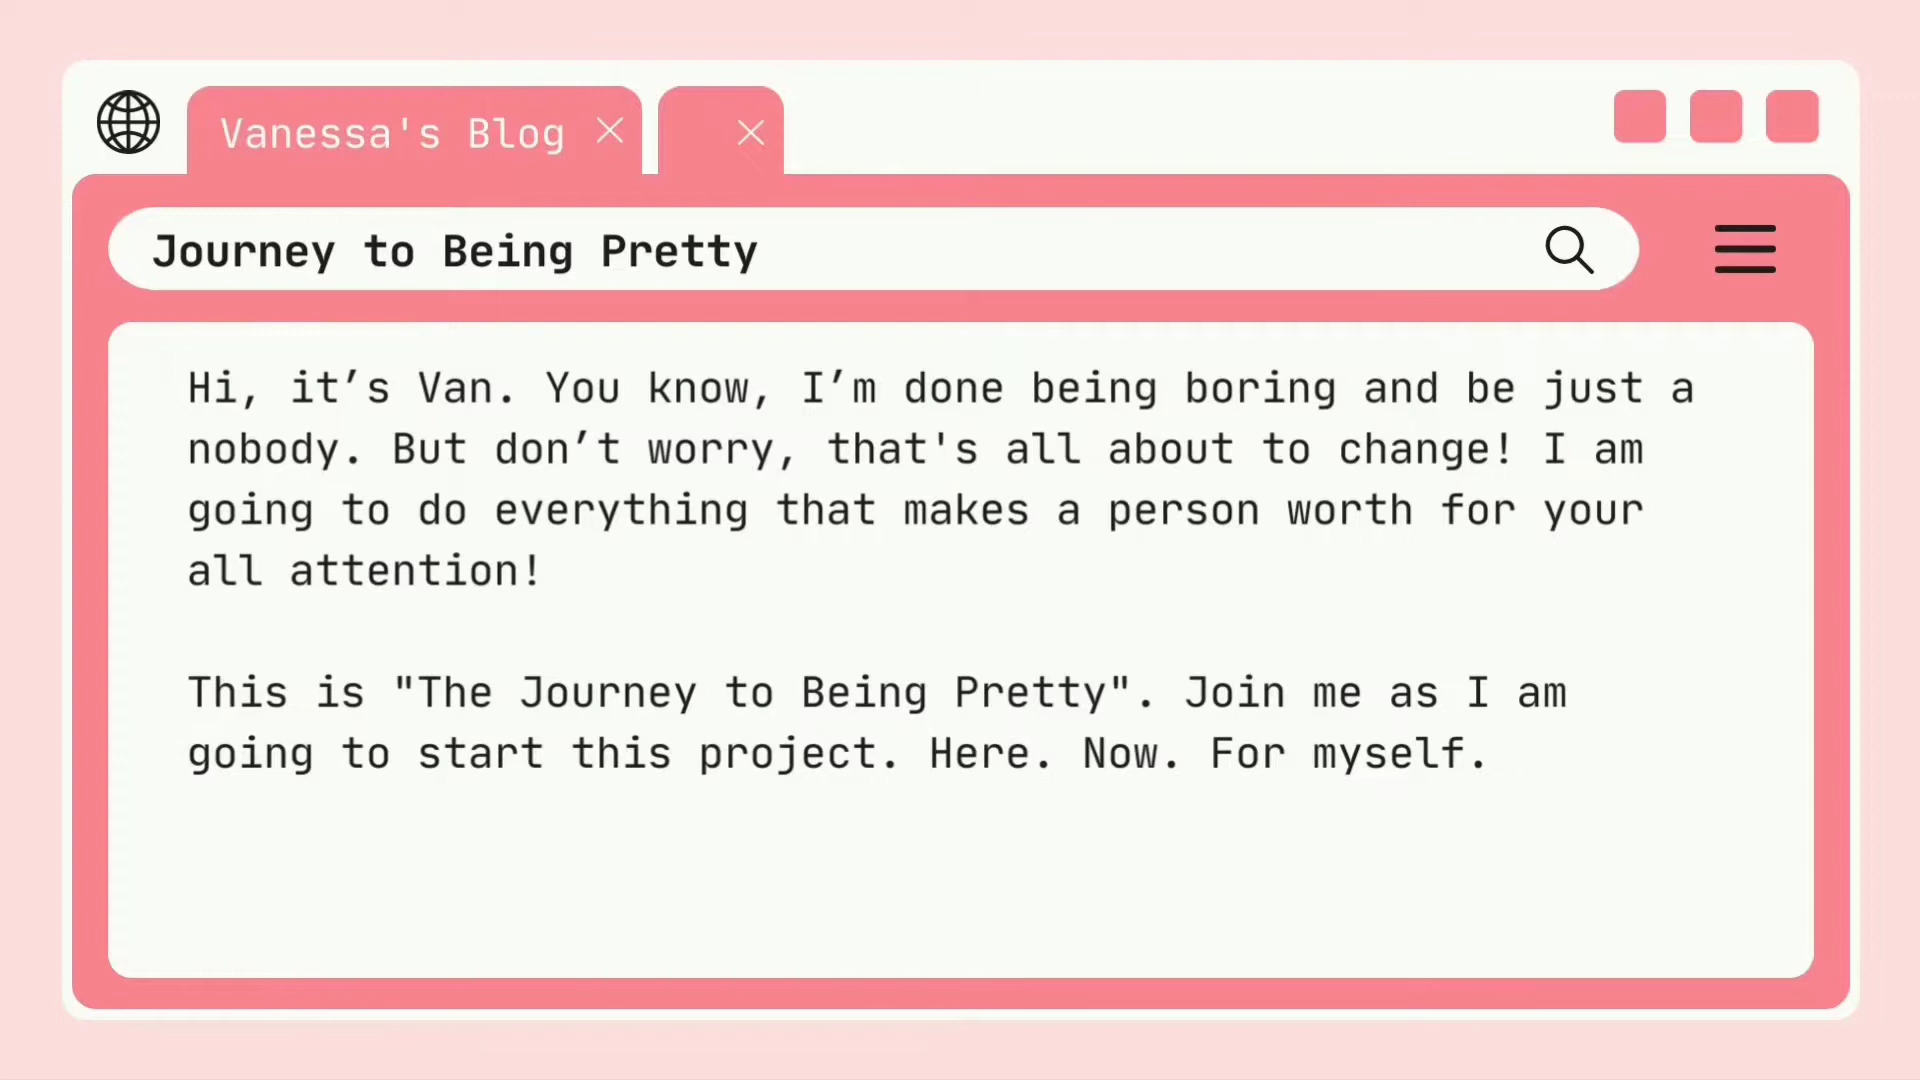 Vanessa's Blog
Journey to Being Pretty
Hi, it’s Van. You know, I’m done being boring and be just a
nobody. But don’t worry, that's all about to change! I am
going to do everything that makes a person worth for your
all attention!
This is "The Journey to Being Pretty". Join me as I am
going to start this project. Here. Now. For myself.